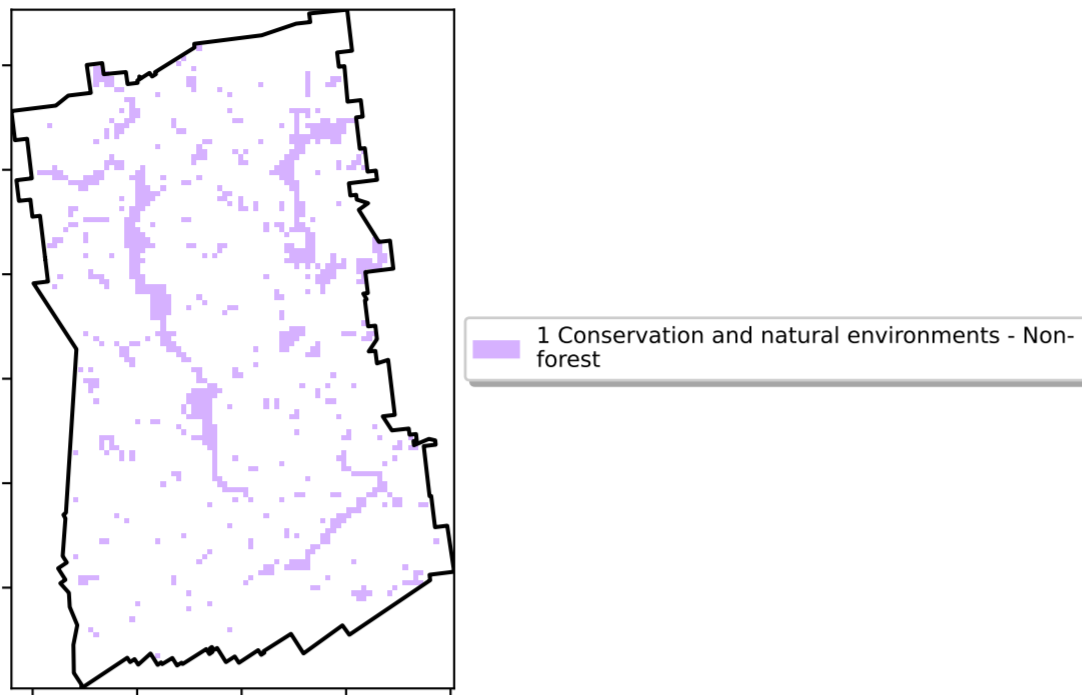 1 Conservation and natural environments - Non-
forest